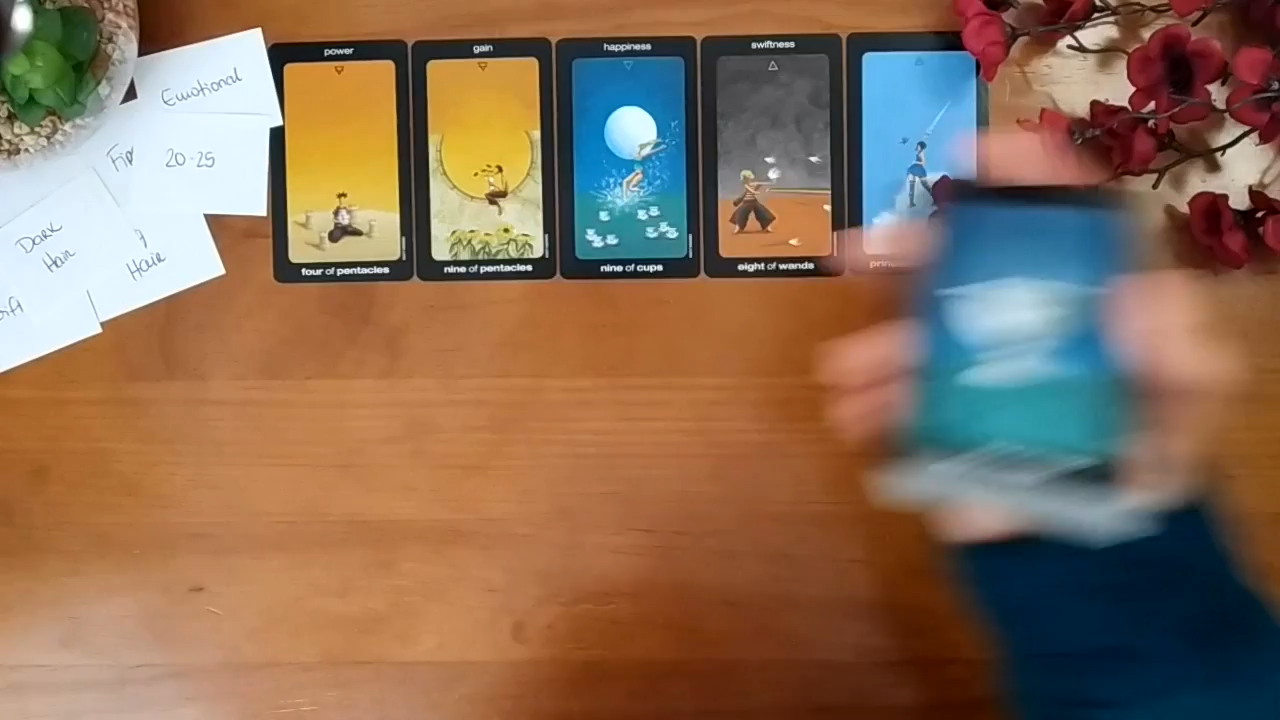 Emotional
20-25
Dark
Hair
Hair
power
four of pentacles
gain
nine of pentacles
happiness
nine of cups
swiftness
eight of wands